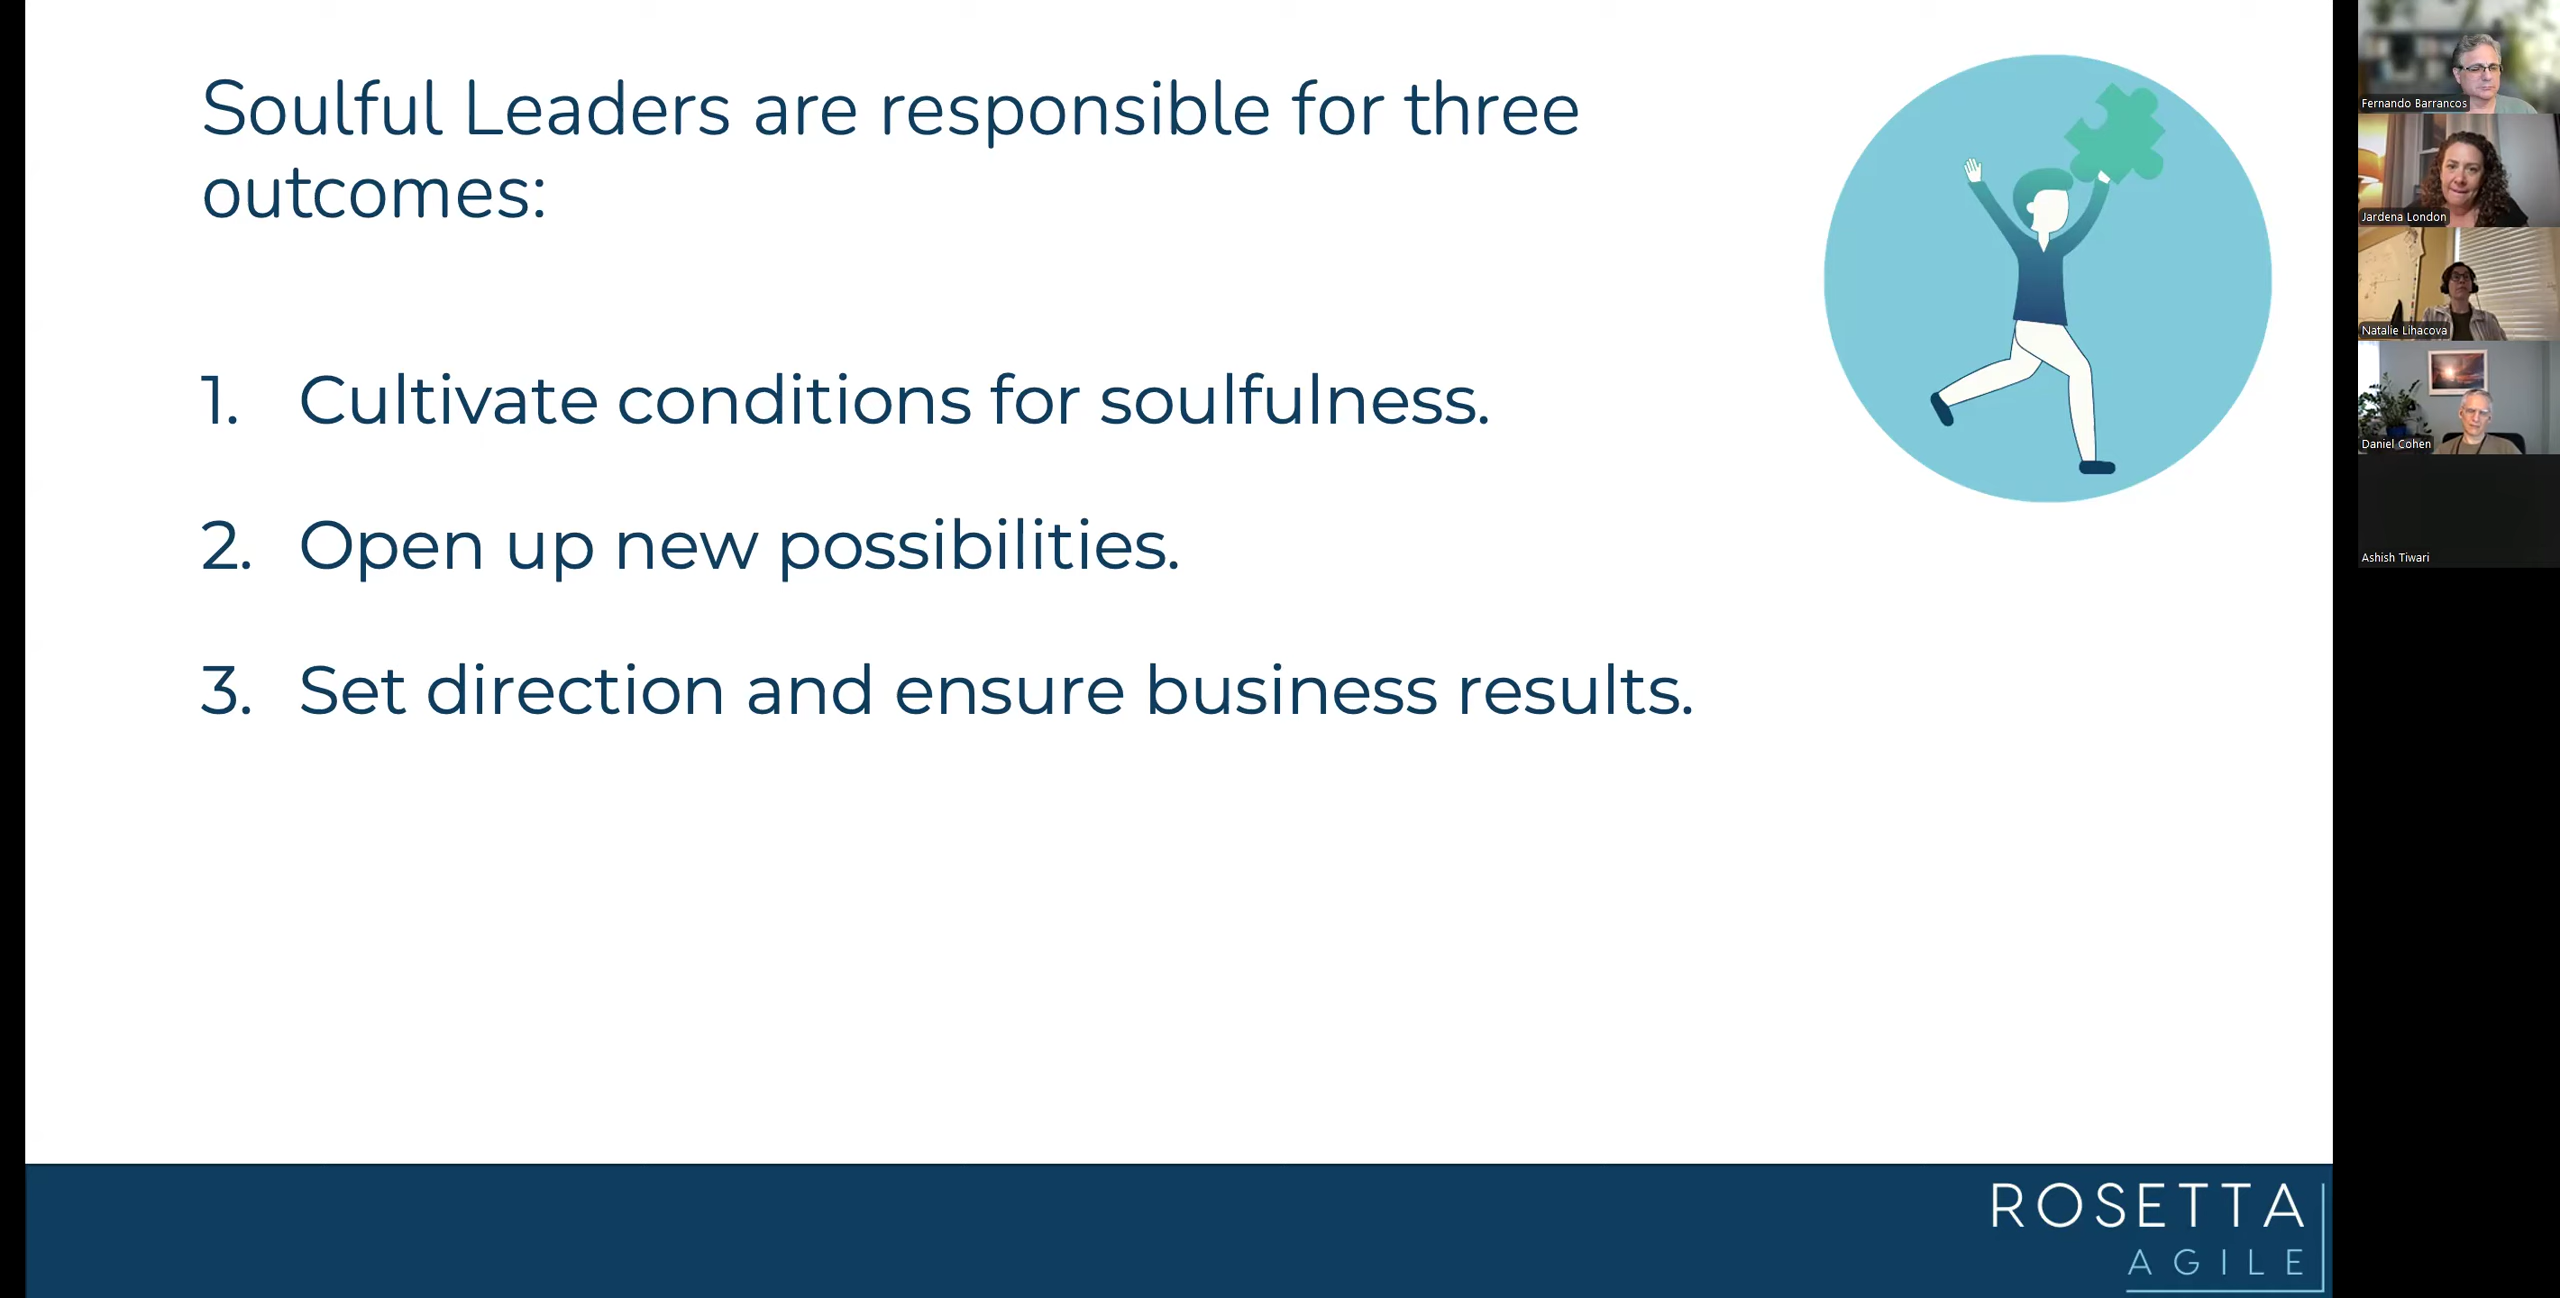 Soulful Leaders are responsible for three
outcomes:
1. Cultivate conditions for soulfulness.
2. Open up new possibilities.
3. Set direction and ensure business results.
ROSETTA
AGILE
Fernando Barrancos
Jardena London
Natalie Lihacova
Daniel Cohen
Ashish Tiwari